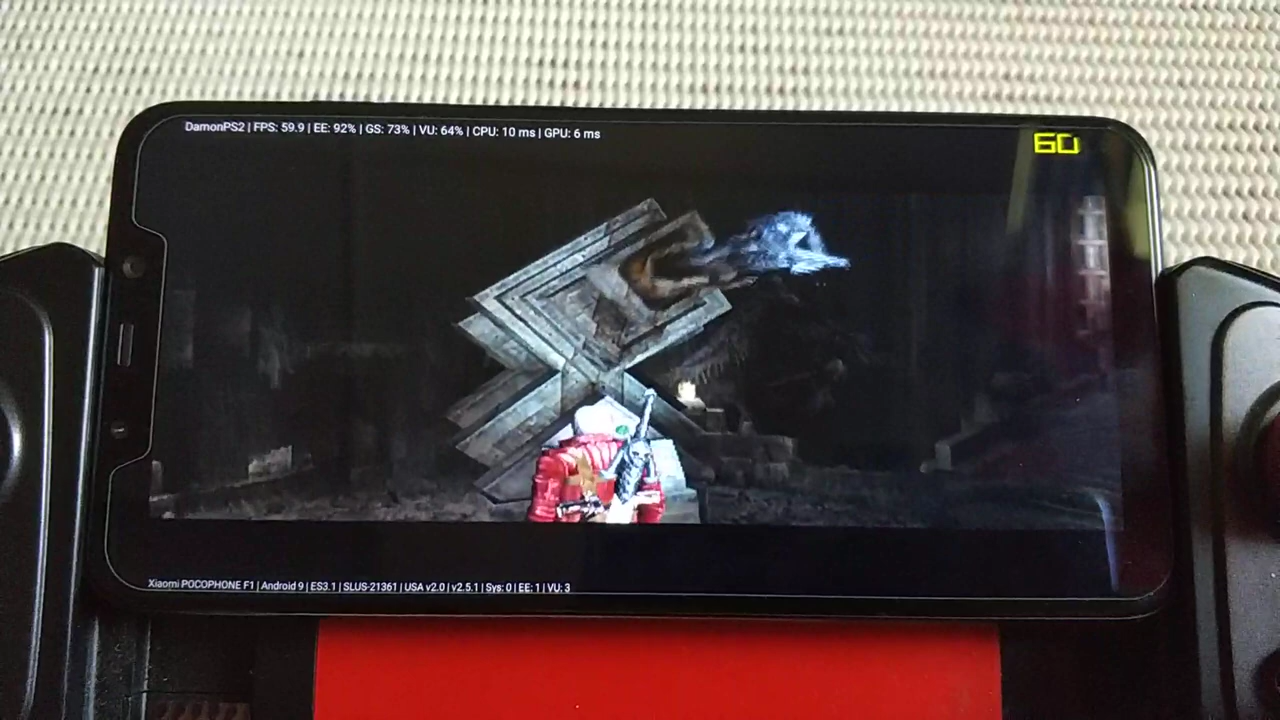 DamonPS2 | FPS: 59.9 | EE: 92% | GS: 73% | VU: 64% | CPU: 10 ms | GPU: 6 ms
60
Xiaomi POCOPHONE F1 | Android 9 | ES3.1 | SLUS-21361 | USA v2.0 | v2.5.1 | Sys: 0 | EE: 1 | VU: 3